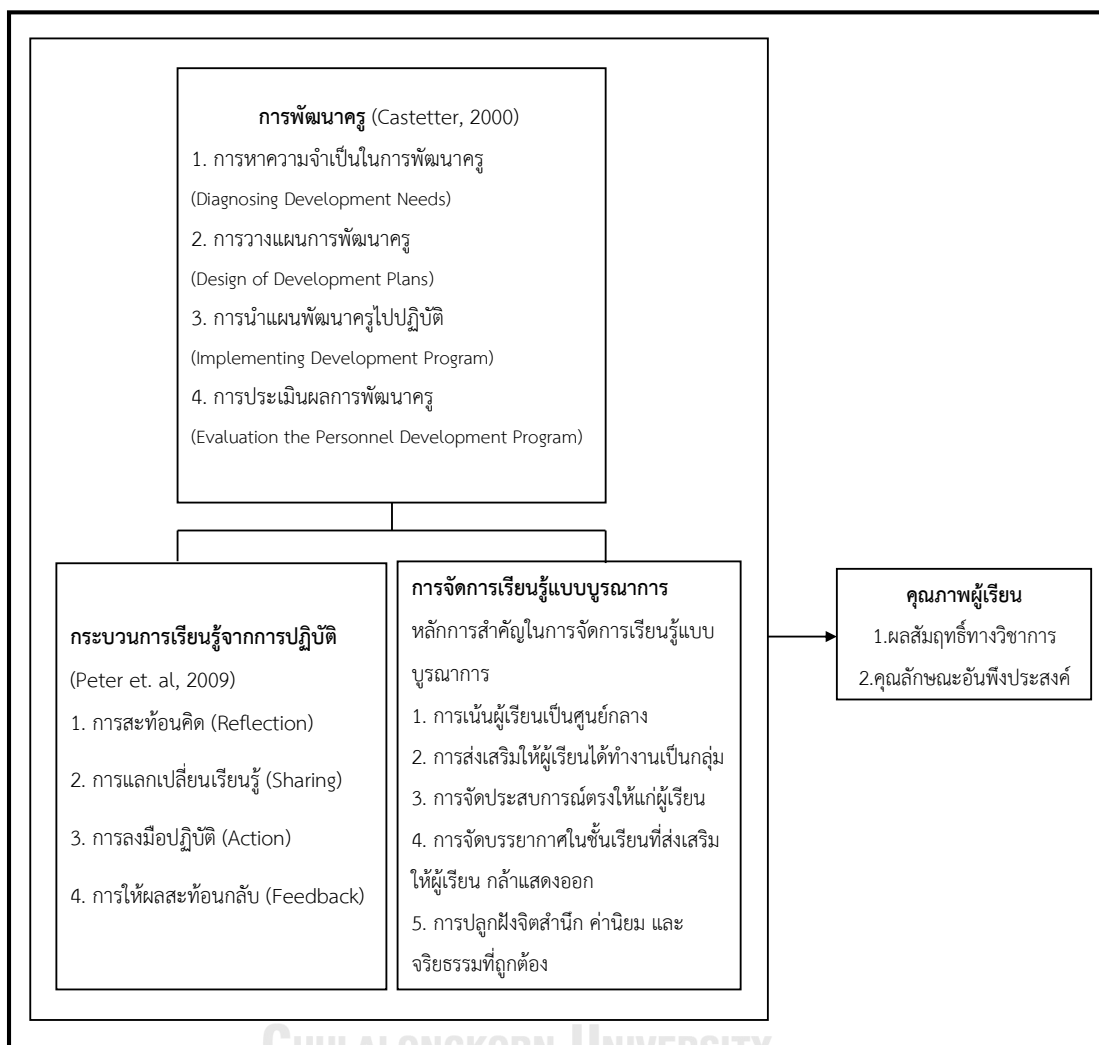 การพัฒนาครู (Castetter, 2000)
1. การหาความจำเป็นในการพัฒนาครู
(Diagnosing Development Needs)
2. การวางแผนการพัฒนาครู
(Design of Development Plans)
3. การนำแผนพัฒนาครูไปปฏิบัติ
(Implementing Development Program)
4. การประเมินผลการพัฒนาครู
(Evaluation the Personnel Development Program)
กระบวนการเรียนรู้จากการปฏิบัติ
(Peter et. al, 2009)
1. การสะท้อนคิด (Reflection)
2. การแลกเปลี่ยนเรียนรู้ (Sharing)
3. การลงมือปฏิบัติ (Action)
4. การให้ผลสะท้อนกลับ (Feedback)
การจัดการเรียนรู้แบบบูรณาการ
หลักการสำคัญในการจัดการเรียนรู้แบบ
บูรณาการ
1. การเน้นผู้เรียนเป็นศูนย์กลาง
2. การส่งเสริมให้ผู้เรียนได้ทำงานเป็นกลุ่ม
3. การจัดประสบการณ์ตรงให้แก่ผู้เรียน
4. การจัดบรรยากาศในชั้นเรียนที่ส่งเสริม
ให้ผู้เรียน กล้าแสดงออก
5. การปลูกฝังจิตสำนึก ค่านิยม และ
จริยธรรมที่ถูกต้อง
คุณภาพผู้เรียน
1.ผลสัมฤทธิ์ทางวิชาการ
2.คุณลักษณะอันพึงประสงค์
CHULALONGKORN UNIVERSITY